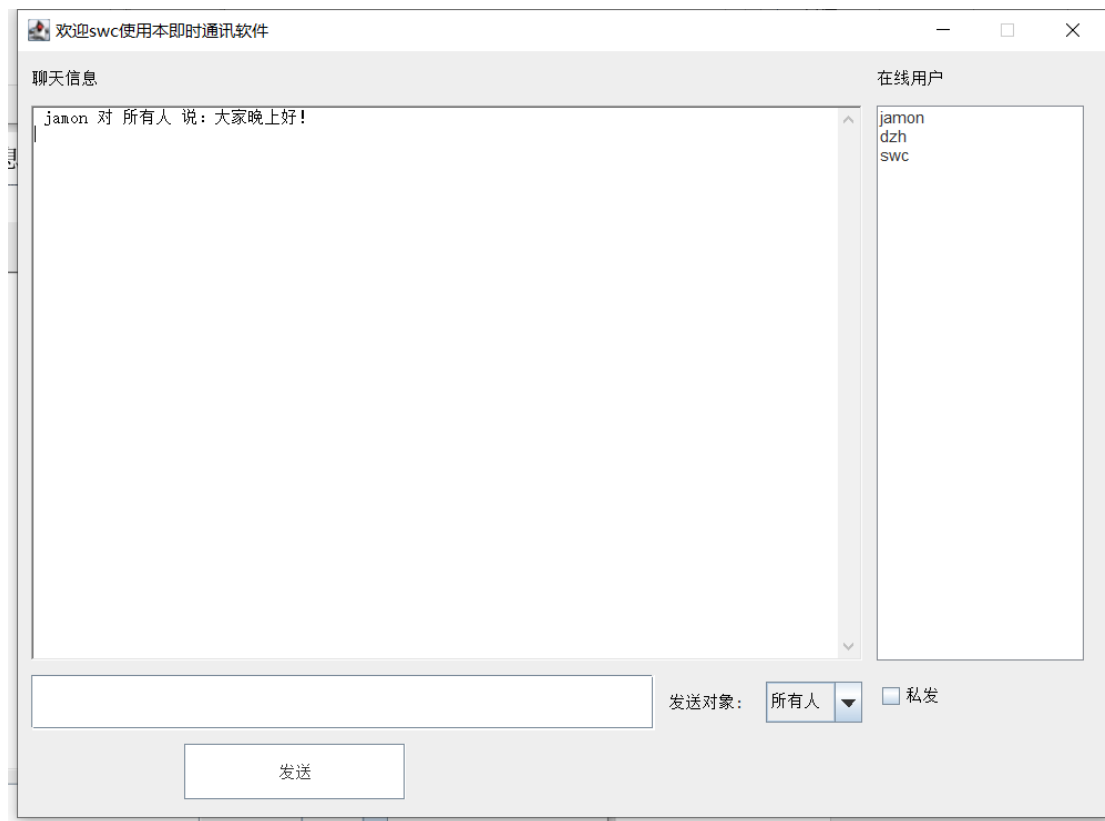 欢迎swc使用本即时通讯软件
聊天信息
在线用户
jamon 对 所有人 说：大家晚上好!
jamon
dzh
swc
发送对象：
所有人
私发
发送